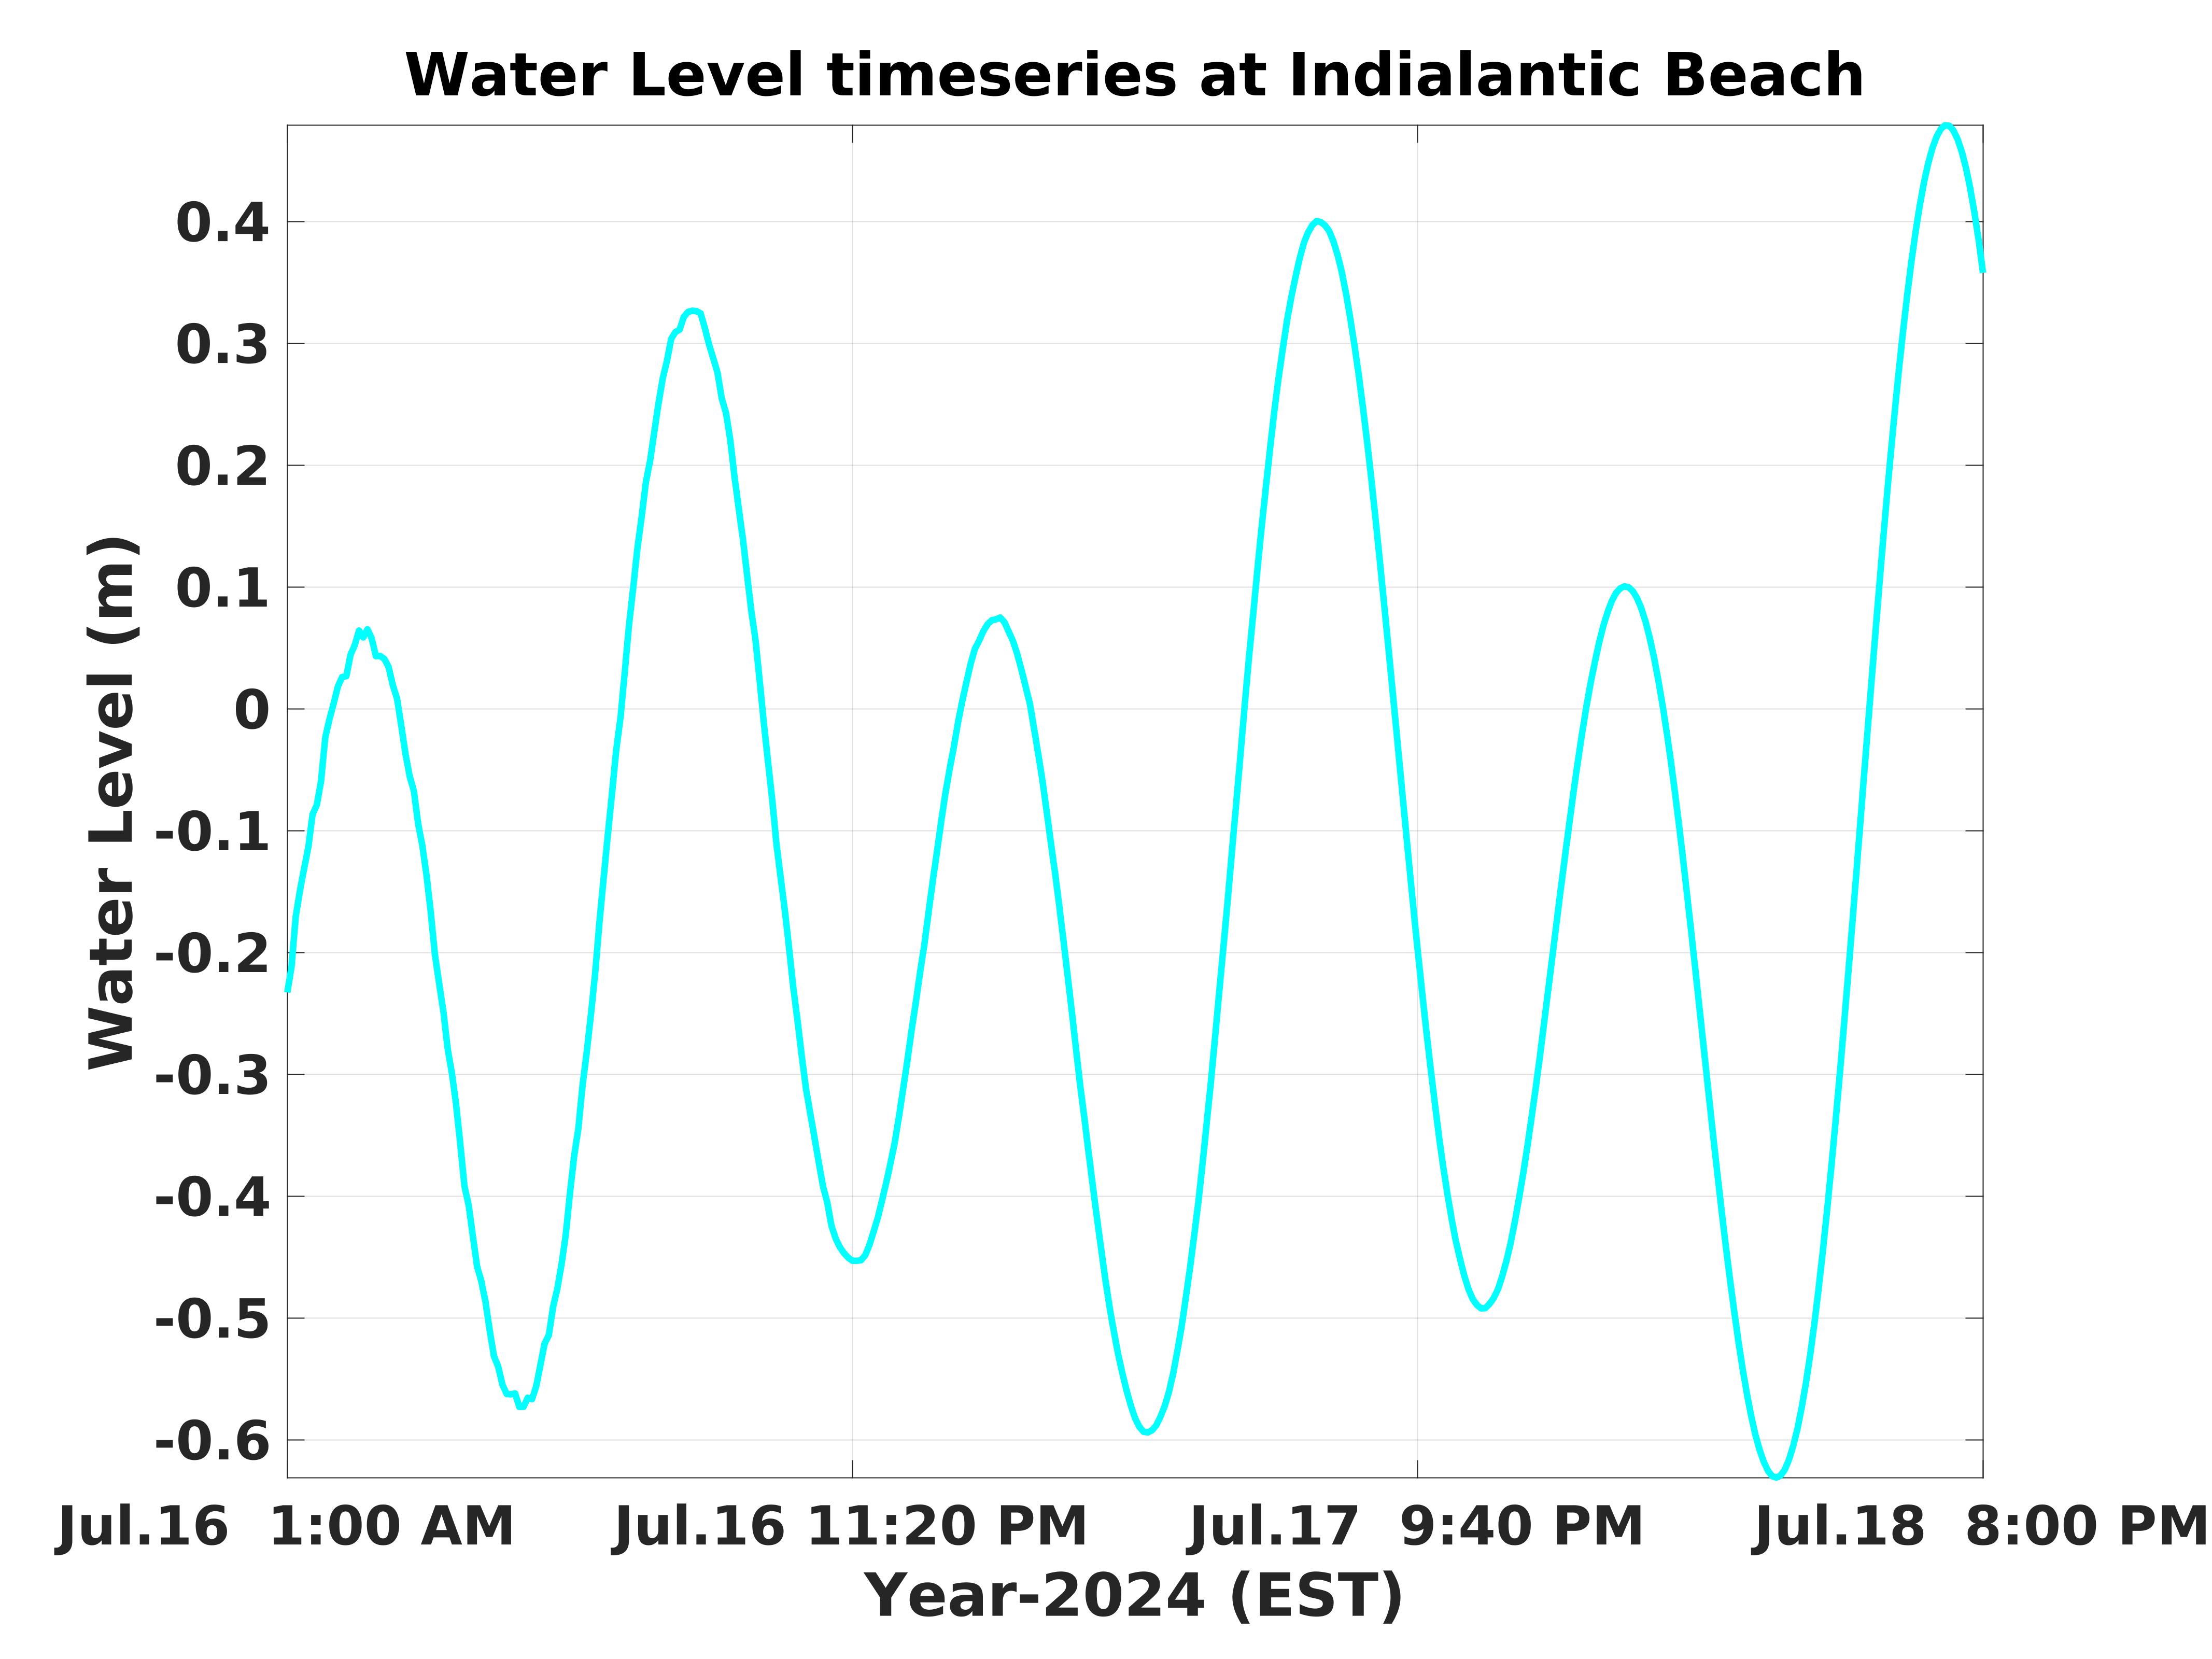 Water Level timeseries at Indialantic Beach
Water Level (m)
0.4
0.3
0.2
0.1
0
-0.1
-0.2
-0.3
-0.4
-0.5
-0.6
Jul.16 1:00 AM Jul.16 11:20 PM Jul.17 9:40 PM Jul.18 8:00 PM
Year-2024 (EST)